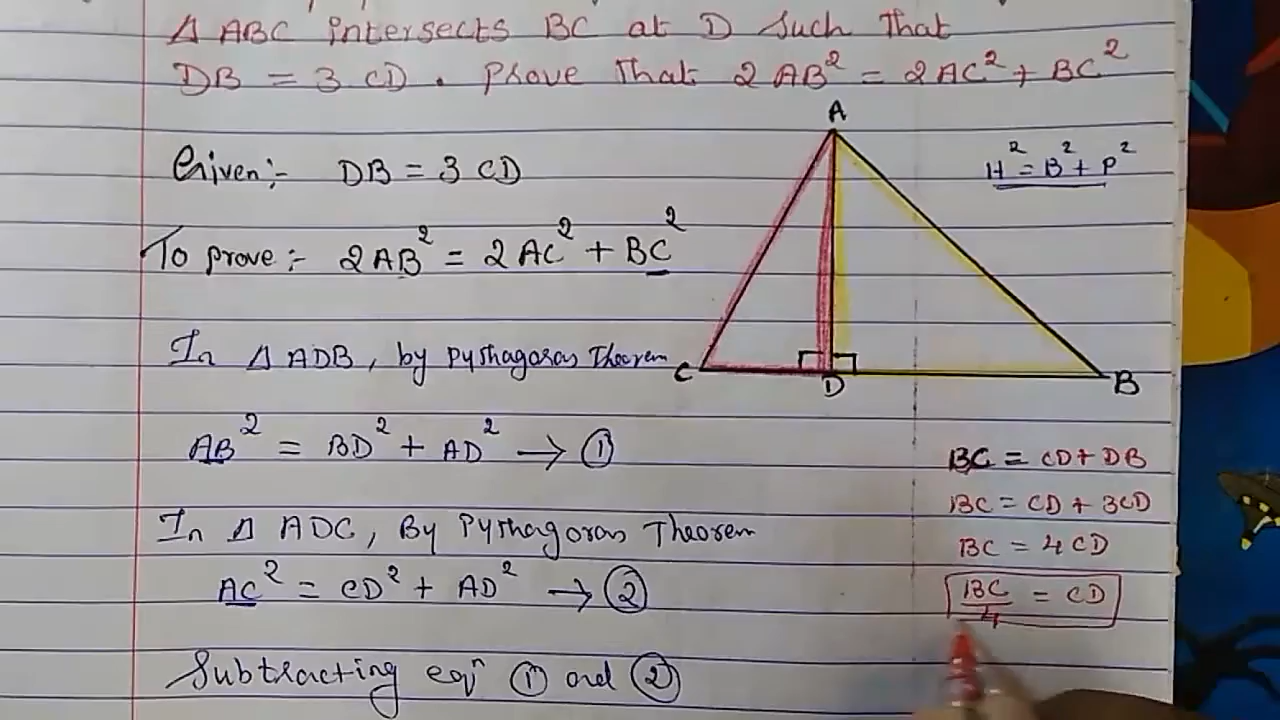 Δ ABC intersects BC at D Such that
DB = 3 CD . Prove that 2AB² = 2AC² + BC²
A
H² = B² + P²
Given:- DB = 3 CD
To prove:- 2AB² = 2AC² + BC²
In Δ ADB, by Pythagoras Theorem
C
D
B
AB² = BD² + AD² → ①
BC = CD + DB
BC = CD + 3CD
In Δ ADC, By Pythagoras Theorem
BC = 4CD
AC² = CD² + AD² → ②
BC/4 = CD
Subtracting eqⁿ ① and ②